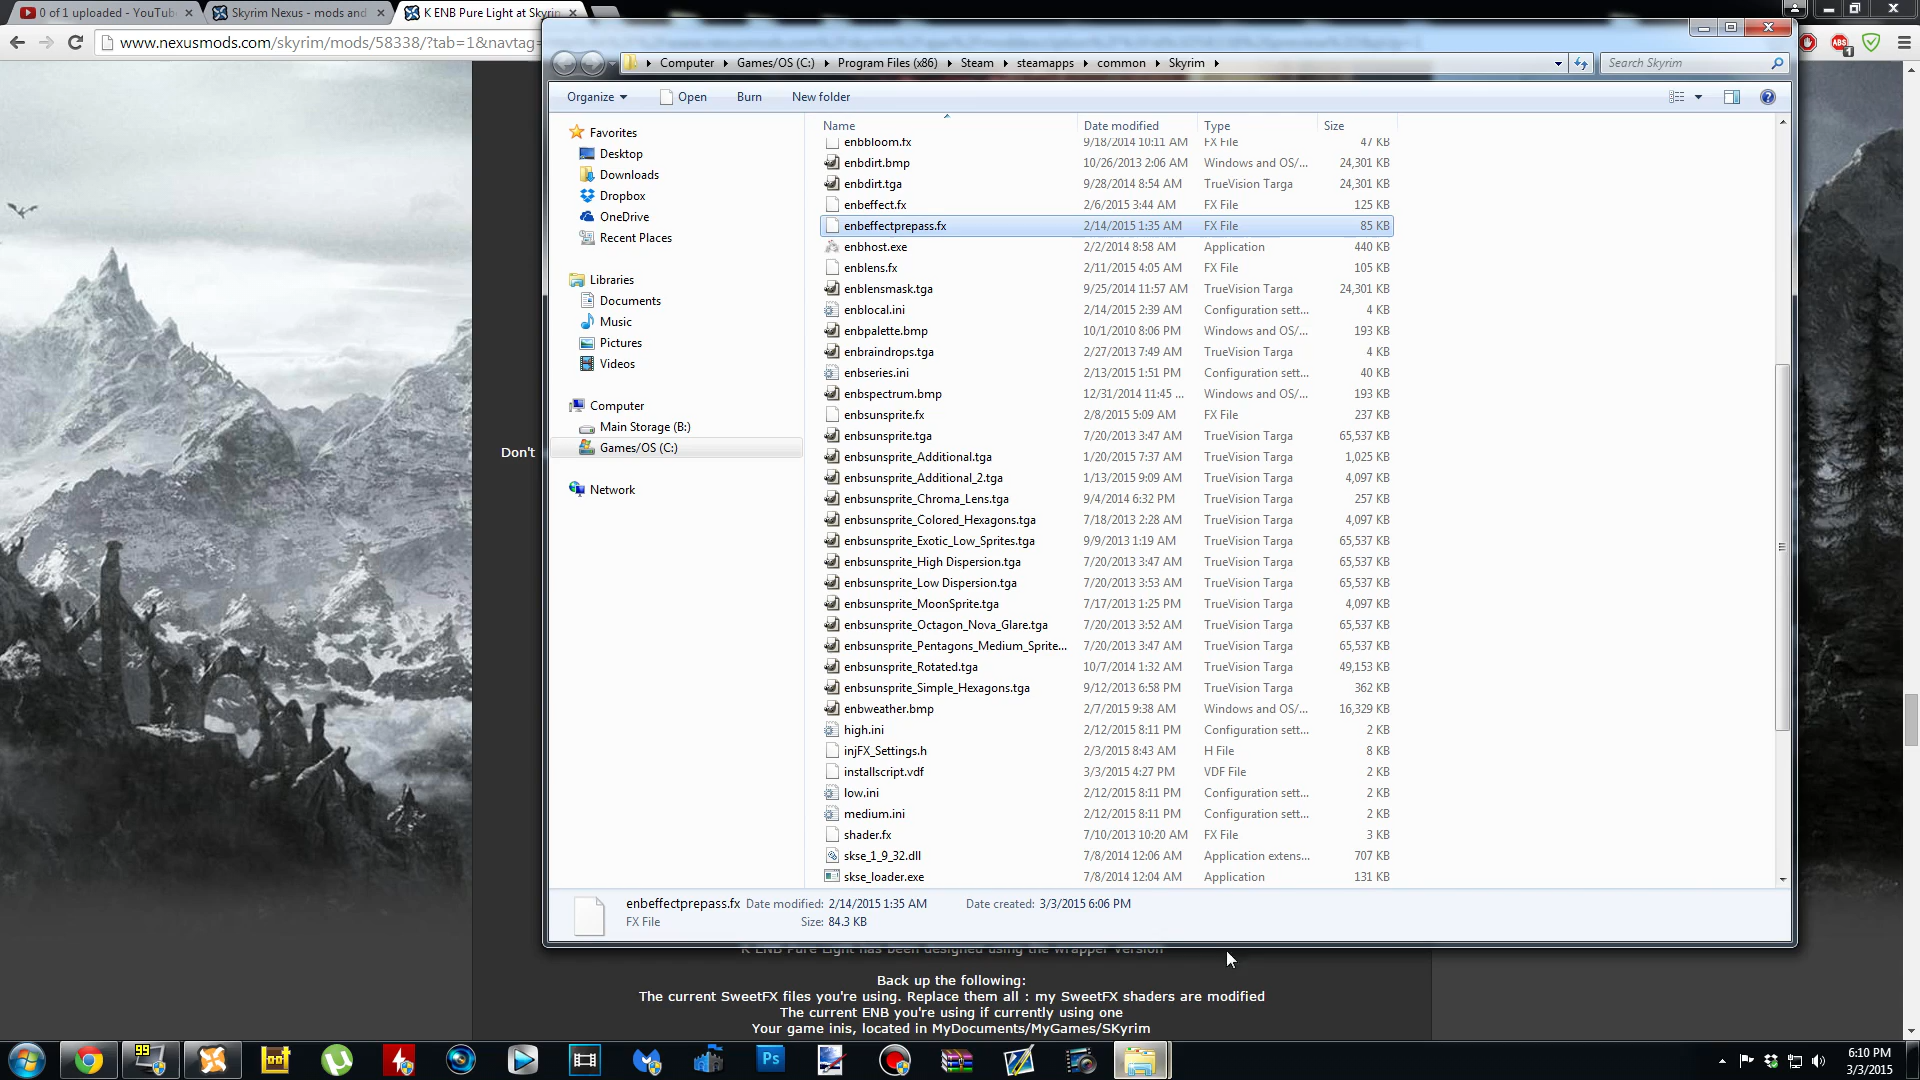 0 of 1 uploaded - YouTub
Skyrim Nexus - mods and
K ENB Pure Light at Skyrim
www.nexusmods.com/skyrim/mods/58338/?tab=1&navtag=
Computer Games/OS (C:) Program Files (x86) Steam steamapps common Skyrim
Search Skyrim
Organize Open Burn New folder
Favorites
Desktop
Downloads
Dropbox
OneDrive
Recent Places
Libraries
Documents
Music
Pictures
Videos
Computer
Main Storage (B:)
Games/OS (C:)
Network
Name Date modified Type Size
enbbloom.fx 9/18/2014 10:11 AM FX File 47 KB
enbdirt.bmp 10/26/2013 2:06 AM Windows and OS/... 24,301 KB
enbdirt.tga 9/28/2014 8:54 AM TrueVision Targa 24,301 KB
enbeffect.fx 2/6/2015 3:44 AM FX File 125 KB
enbeffectprepass.fx 2/14/2015 1:35 AM FX File 85 KB
enbhost.exe 2/2/2014 8:58 AM Application 440 KB
enblens.fx 2/11/2015 4:05 AM FX File 105 KB
enblensmask.tga 9/25/2014 11:57 AM TrueVision Targa 24,301 KB
enblocal.ini 2/14/2015 2:39 AM Configuration sett... 4 KB
enbpalette.bmp 10/1/2010 8:06 PM Windows and OS/... 193 KB
enbraindrops.tga 2/27/2013 7:49 AM TrueVision Targa 4 KB
enbseries.ini 2/13/2015 1:51 PM Configuration sett... 40 KB
enbspectrum.bmp 12/31/2014 11:45 ... Windows and OS/... 193 KB
enbsunsprite.fx 2/8/2015 5:09 AM FX File 237 KB
enbsunsprite.tga 7/20/2013 3:47 AM TrueVision Targa 65,537 KB
enbsunsprite_Additional.tga 1/20/2015 7:37 AM TrueVision Targa 1,025 KB
enbsunsprite_Additional_2.tga 1/13/2015 9:09 AM TrueVision Targa 4,097 KB
enbsunsprite_Chroma_Lens.tga 9/4/2014 6:32 PM TrueVision Targa 257 KB
enbsunsprite_Colored_Hexagons.tga 7/18/2013 2:28 AM TrueVision Targa 4,097 KB
enbsunsprite_Exotic_Low_Sprites.tga 9/9/2013 1:19 AM TrueVision Targa 65,537 KB
enbsunsprite_High Dispersion.tga 7/20/2013 3:47 AM TrueVision Targa 65,537 KB
enbsunsprite_Low Dispersion.tga 7/20/2013 3:53 AM TrueVision Targa 65,537 KB
enbsunsprite_MoonSprite.tga 7/17/2013 1:25 PM TrueVision Targa 4,097 KB
enbsunsprite_Octagon_Nova_Glare.tga 7/20/2013 3:52 AM TrueVision Targa 65,537 KB
enbsunsprite_Pentagons_Medium_Sprite... 7/20/2013 3:47 AM TrueVision Targa 65,537 KB
enbsunsprite_Rotated.tga 10/7/2014 1:32 AM TrueVision Targa 49,153 KB
enbsunsprite_Simple_Hexagons.tga 9/12/2013 6:58 PM TrueVision Targa 362 KB
enbweather.bmp 2/7/2015 9:38 AM Windows and OS/... 16,329 KB
high.ini 2/12/2015 8:11 PM Configuration sett... 2 KB
injFX_Settings.h 2/3/2015 8:43 AM H File 8 KB
installscript.vdf 3/3/2015 4:27 PM VDF File 2 KB
low.ini 2/12/2015 8:11 PM Configuration sett... 2 KB
medium.ini 2/12/2015 8:11 PM Configuration sett... 2 KB
shader.fx 7/10/2013 10:20 AM FX File 3 KB
skse_1_9_32.dll 7/8/2014 12:06 AM Application extens... 707 KB
skse_loader.exe 7/8/2014 12:04 AM Application 131 KB
enbeffectprepass.fx Date modified: 2/14/2015 1:35 AM Date created: 3/3/2015 6:06 PM
FX File Size: 84.3 KB
Don't
K ENB Pure Light has been designed using the wrapper version
Back up the following:
The current SweetFX files you're using. Replace them all : my SweetFX shaders are modified
The current ENB you're using if currently using one
Your game inis, located in MyDocuments/MyGames/SKyrim
ABS
1
99
Ps
6:10 PM
3/3/2015